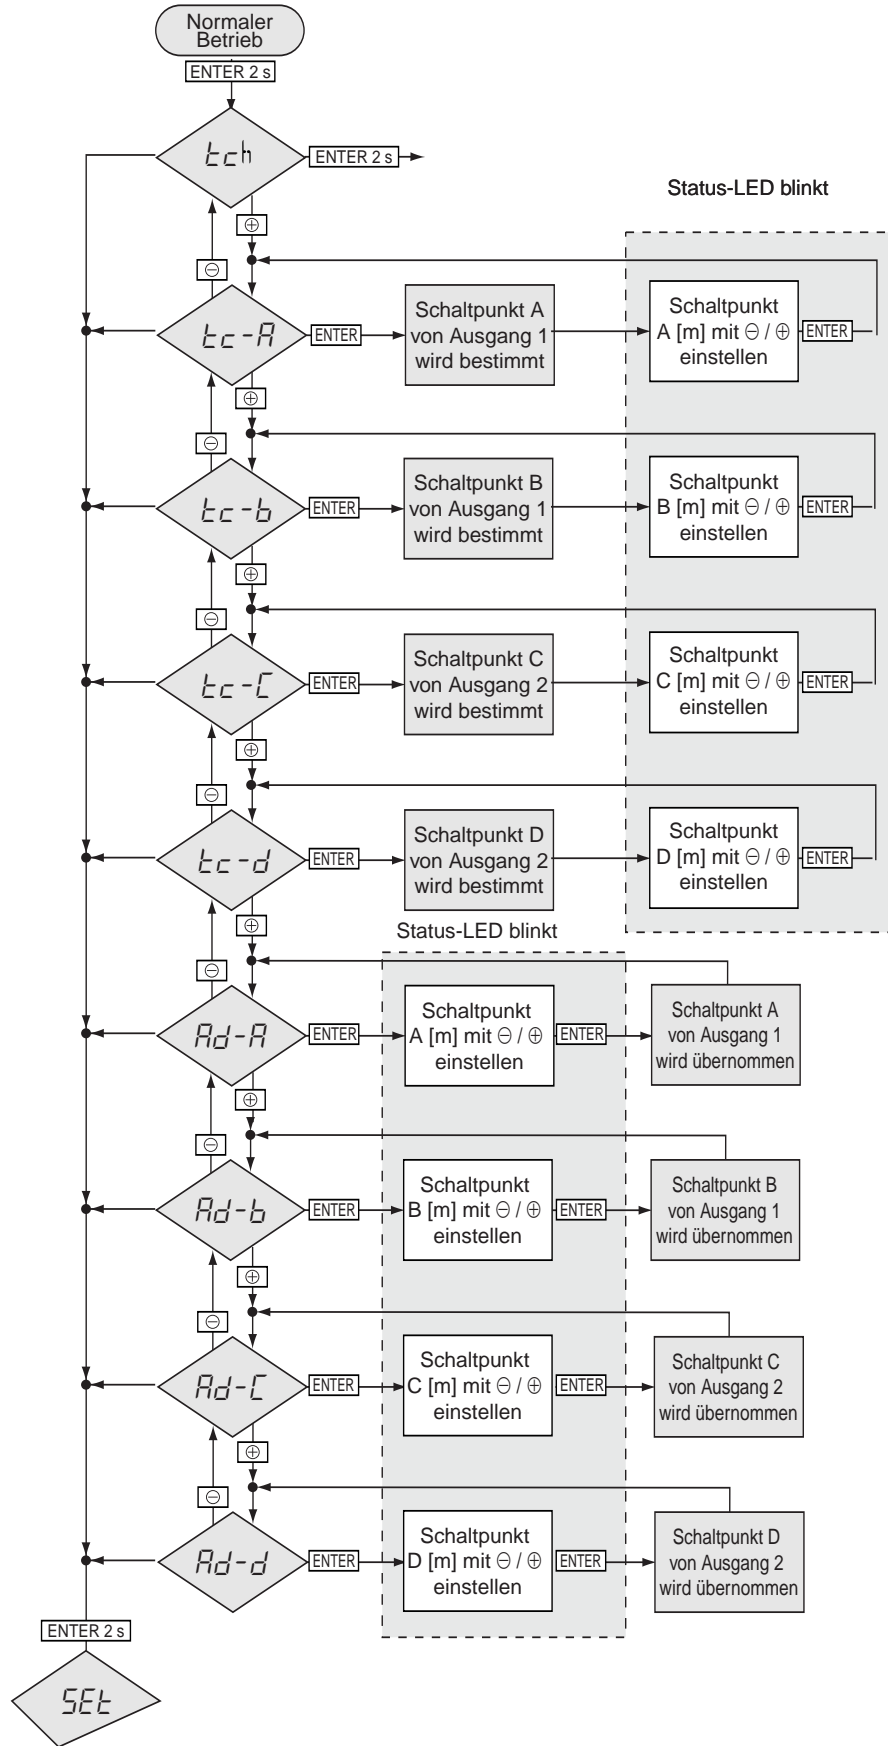 Normaler
Betrieb
ENTER 2 s
tch
ENTER 2 s
Status-LED blinkt
⊕
⊖
tc-A
ENTER
Schaltpunkt A
von Ausgang 1
wird bestimmt
Schaltpunkt
A [m] mit ⊖ / ⊕
einstellen
ENTER
⊕
⊖
tc-b
ENTER
Schaltpunkt B
von Ausgang 1
wird bestimmt
Schaltpunkt
B [m] mit ⊖ / ⊕
einstellen
ENTER
⊕
⊖
tc-C
ENTER
Schaltpunkt C
von Ausgang 2
wird bestimmt
Schaltpunkt
C [m] mit ⊖ / ⊕
einstellen
ENTER
⊕
⊖
tc-d
ENTER
Schaltpunkt D
von Ausgang 2
wird bestimmt
Schaltpunkt
D [m] mit ⊖ / ⊕
einstellen
ENTER
⊕
Status-LED blinkt
⊖
Ad-A
ENTER
Schaltpunkt
A [m] mit ⊖ / ⊕
einstellen
ENTER
Schaltpunkt A
von Ausgang 1
wird übernommen
⊕
⊖
Ad-b
ENTER
Schaltpunkt
B [m] mit ⊖ / ⊕
einstellen
ENTER
Schaltpunkt B
von Ausgang 1
wird übernommen
⊕
⊖
Ad-C
ENTER
Schaltpunkt
C [m] mit ⊖ / ⊕
einstellen
ENTER
Schaltpunkt C
von Ausgang 2
wird übernommen
⊕
⊖
Ad-d
ENTER
Schaltpunkt
D [m] mit ⊖ / ⊕
einstellen
ENTER
Schaltpunkt D
von Ausgang 2
wird übernommen
ENTER 2 s
SEt